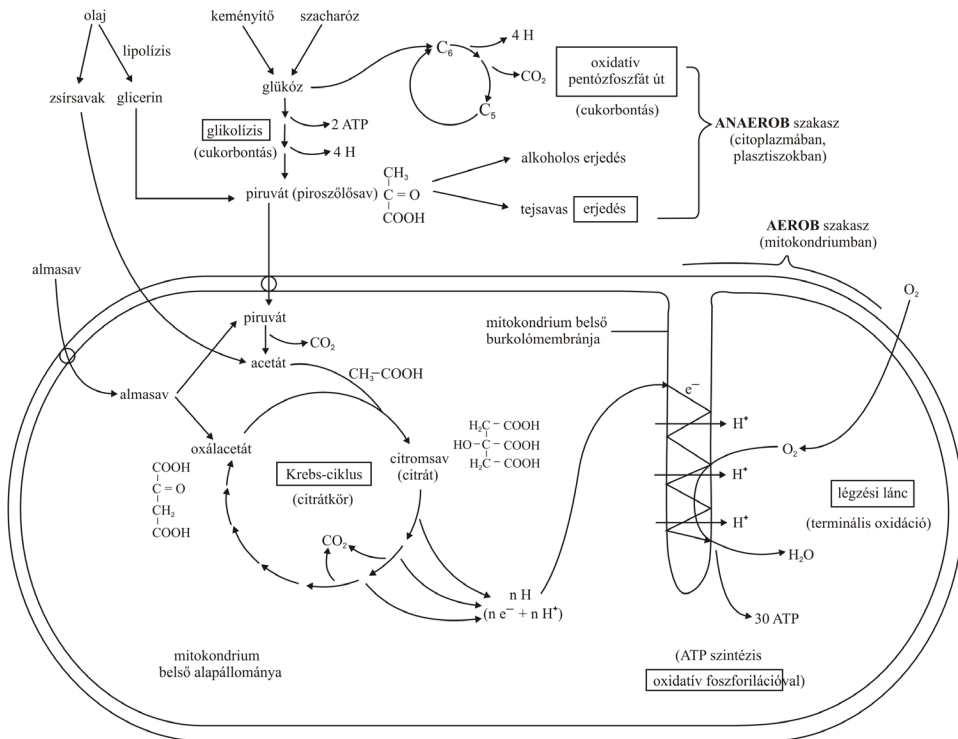 olaj
lipolízis
zsírsavak
glicerin
keményítő
szacharóz
glükóz
2 ATP
glikolízis
(cukorbontás)
4 H
piruvát (piroszőlősav)
CH₃
C = O
COOH
C₆
4 H
CO₂
C₅
oxidatív
pentózfoszfát út
(cukorbontás)
alkoholos erjedés
tejsavas erjedés
ANAEROB szakasz
(citoplazmában,
plasztiszokban)
AEROB szakasz
(mitokondriumban)
O₂
almasav
piruvát
CO₂
acetát
CH₃–COOH
almasav
oxálacetát
COOH
C = O
CH₂
COOH
Krebs-ciklus
(citrátkör)
citromsav
(citrát)
H₂C – COOH
HO – C – COOH
H₂C – COOH
CO₂
n H
(n e⁻ + n H⁺)
mitokondrium belső
burkolómembránja
e⁻
H⁺
O₂
H⁺
H⁺
H₂O
légzési lánc
(terminális oxidáció)
30 ATP
mitokondrium
belső alapállománya
(ATP szintézis
oxidatív foszforilációval)